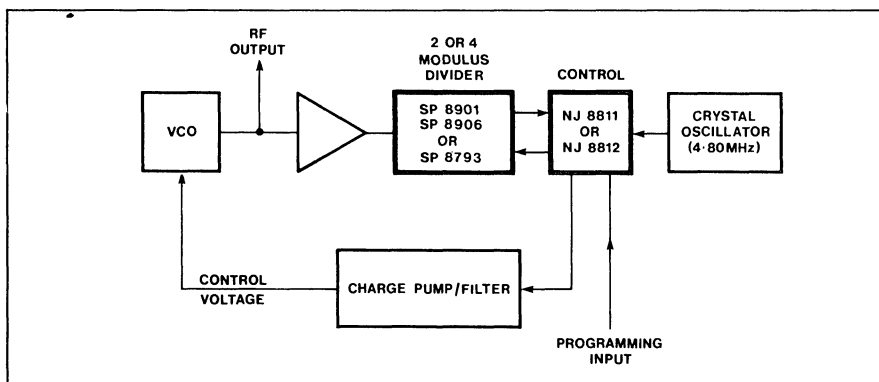 RF
OUTPUT
2 OR 4
MODULUS
DIVIDER
CONTROL
VCO
SP 8901
SP 8906
OR
SP 8793
NJ 8811
OR
NJ 8812
CRYSTAL
OSCILLATOR
(4·80MHz)
CONTROL
VOLTAGE
CHARGE PUMP/FILTER
PROGRAMMING
INPUT